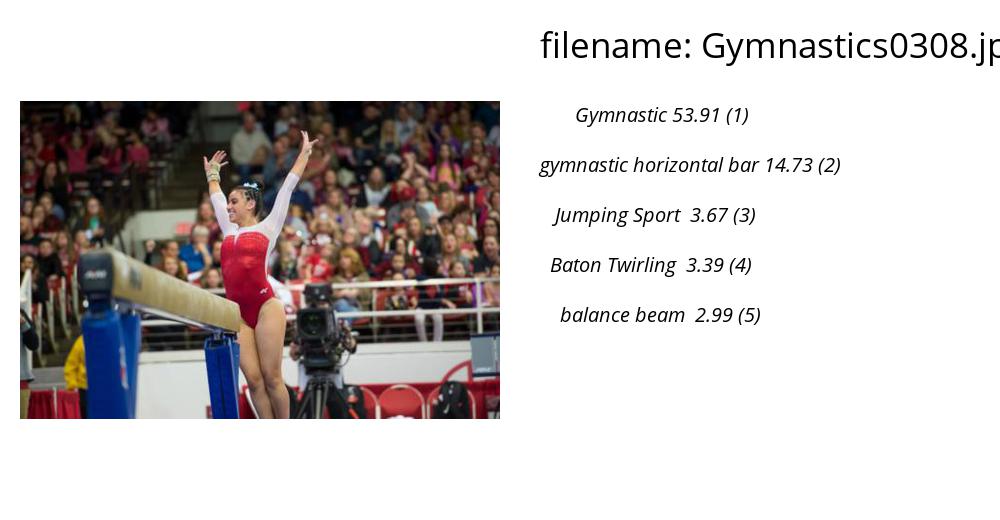 filename: Gymnastics0308.jp
Gymnastic 53.91 (1)
gymnastic horizontal bar 14.73 (2)
Jumping Sport 3.67 (3)
Baton Twirling 3.39 (4)
balance beam 2.99 (5)